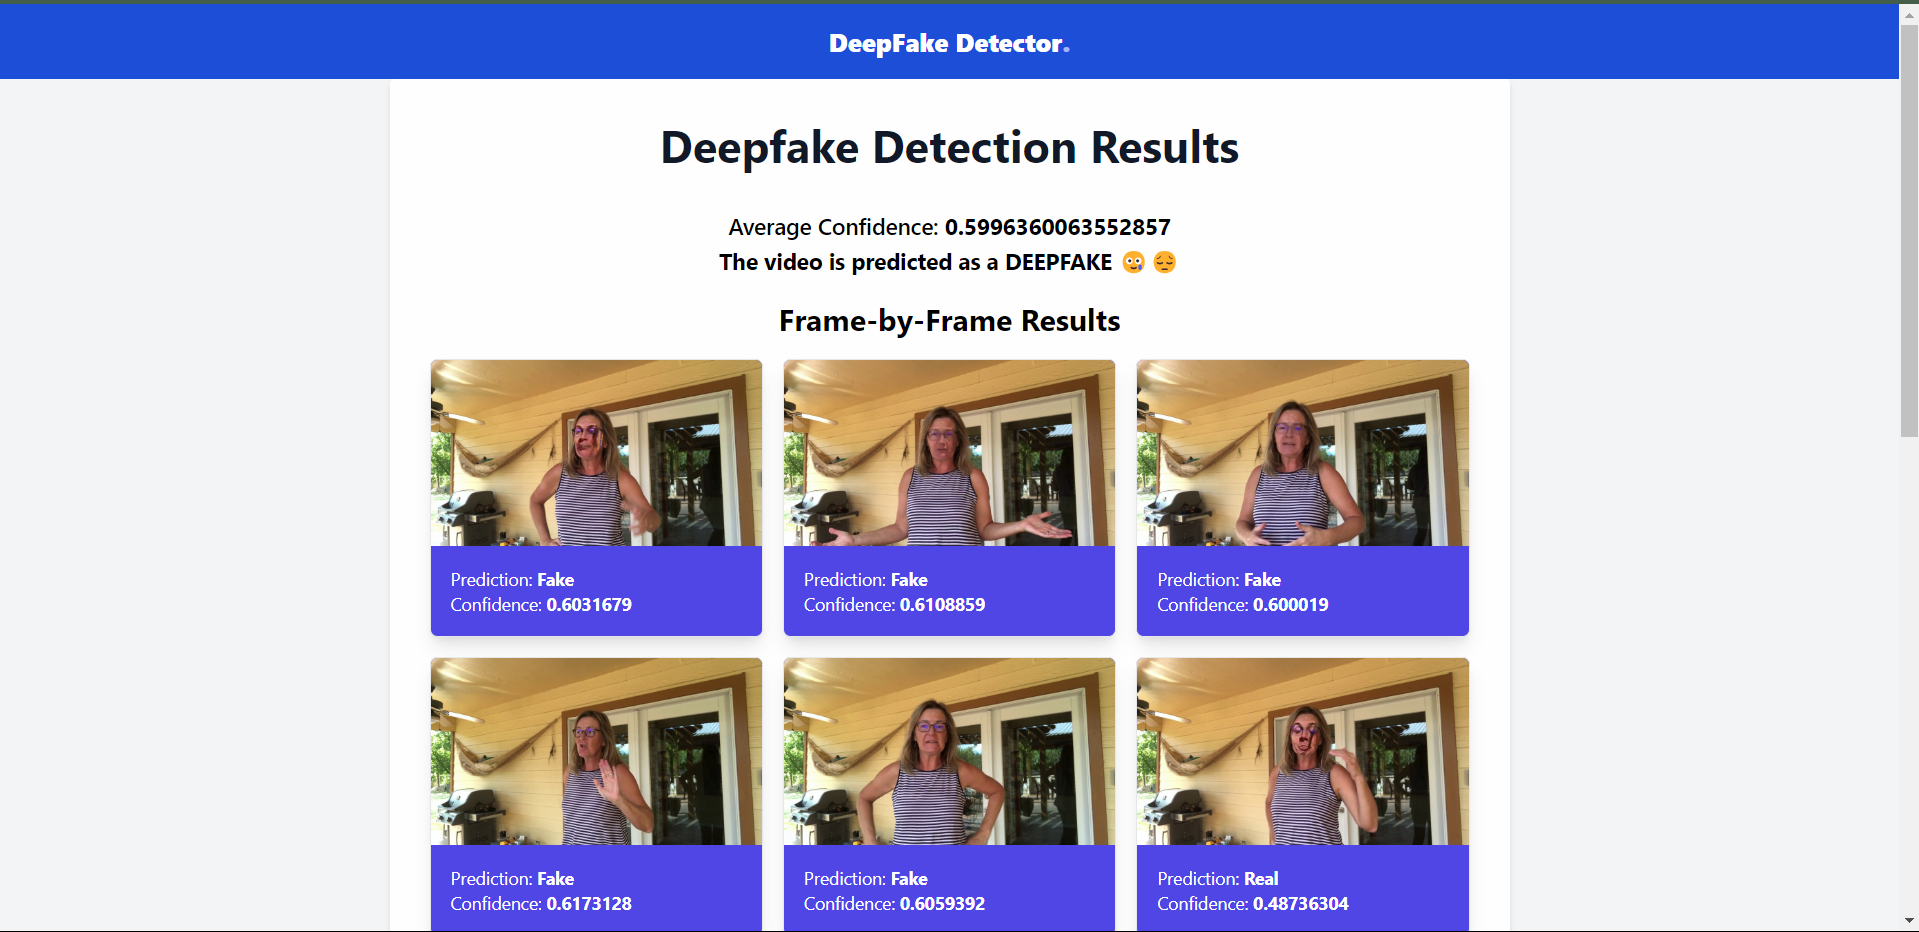 DeepFake Detector.
Deepfake Detection Results
Average Confidence: 0.5996360063552857
The video is predicted as a DEEPFAKE 😳 😔
Frame-by-Frame Results
Prediction: Fake
Confidence: 0.6031679
Prediction: Fake
Confidence: 0.6108859
Prediction: Fake
Confidence: 0.600019
Prediction: Fake
Confidence: 0.6173128
Prediction: Fake
Confidence: 0.6059392
Prediction: Real
Confidence: 0.48736304